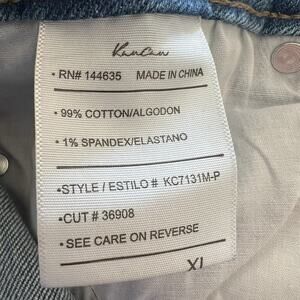 KanCan
• RN# 144635 MADE IN CHINA
• 99% COTTON/ALGODON
• 1% SPANDEX/ELASTANO
• STYLE / ESTILO # KC7131M-P
• CUT # 36908
• SEE CARE ON REVERSE
XL